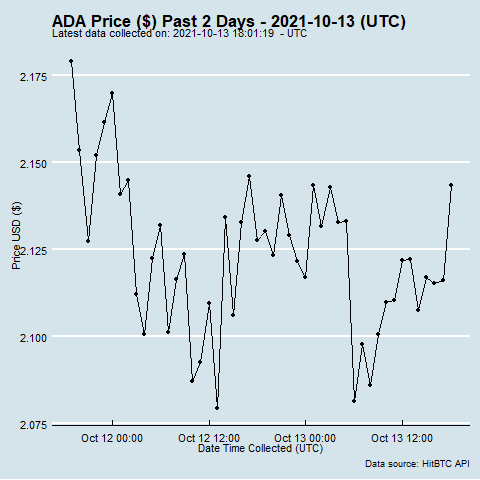 ADA Price ($) Past 2 Days - 2021-10-13 (UTC)
Latest data collected on: 2021-10-13 18:01:19  - UTC
2.175
2.150
2.125
2.100
2.075
Price USD ($)
Oct 12 00:00
Oct 12 12:00
Oct 13 00:00
Oct 13 12:00
Date Time Collected (UTC)
Data source: HitBTC API